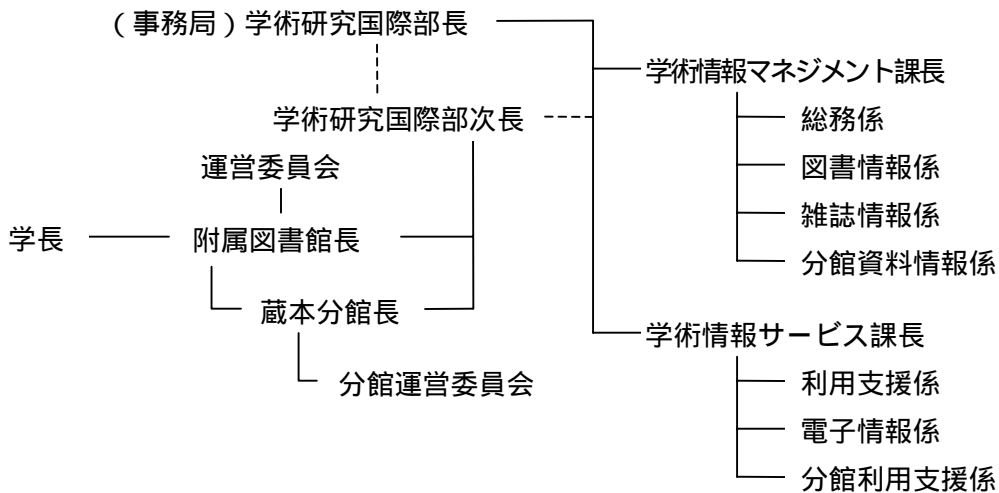 （事務局）学術研究国際部長
学術情報マネジメント課長
総務係
学術研究国際部次長
図書情報係
運営委員会
雑誌情報係
学長
附属図書館長
分館資料情報係
蔵本分館長
学術情報サービス課長
分館運営委員会
利用支援係
電子情報係
分館利用支援係